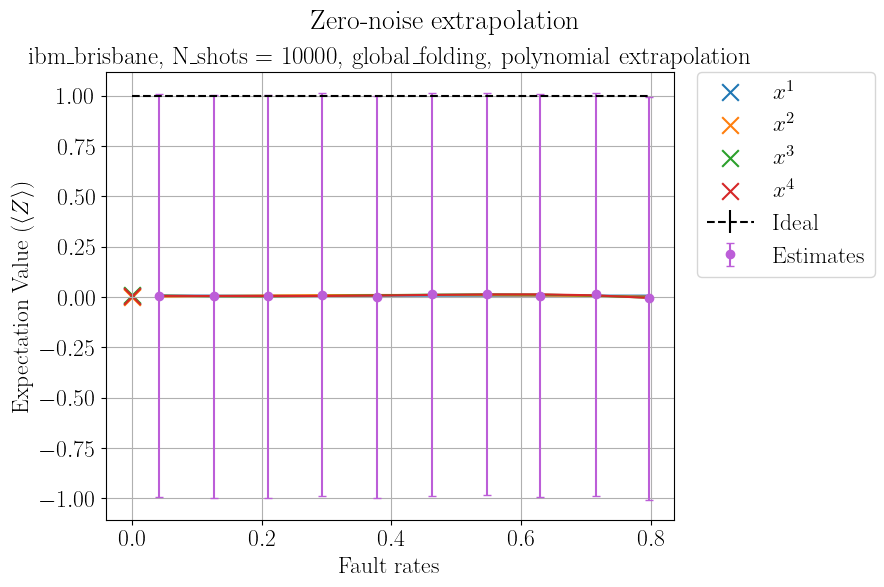 Zero-noise extrapolation
ibm_brisbane, N_shots = 10000, global_folding, polynomial extrapolation
Expectation Value (⟨Z⟩)
1.00
0.75
0.50
0.25
0.00
−0.25
−0.50
−0.75
−1.00
0.0 0.2 0.4 0.6 0.8
Fault rates
x¹
x²
x³
x⁴
Ideal
Estimates